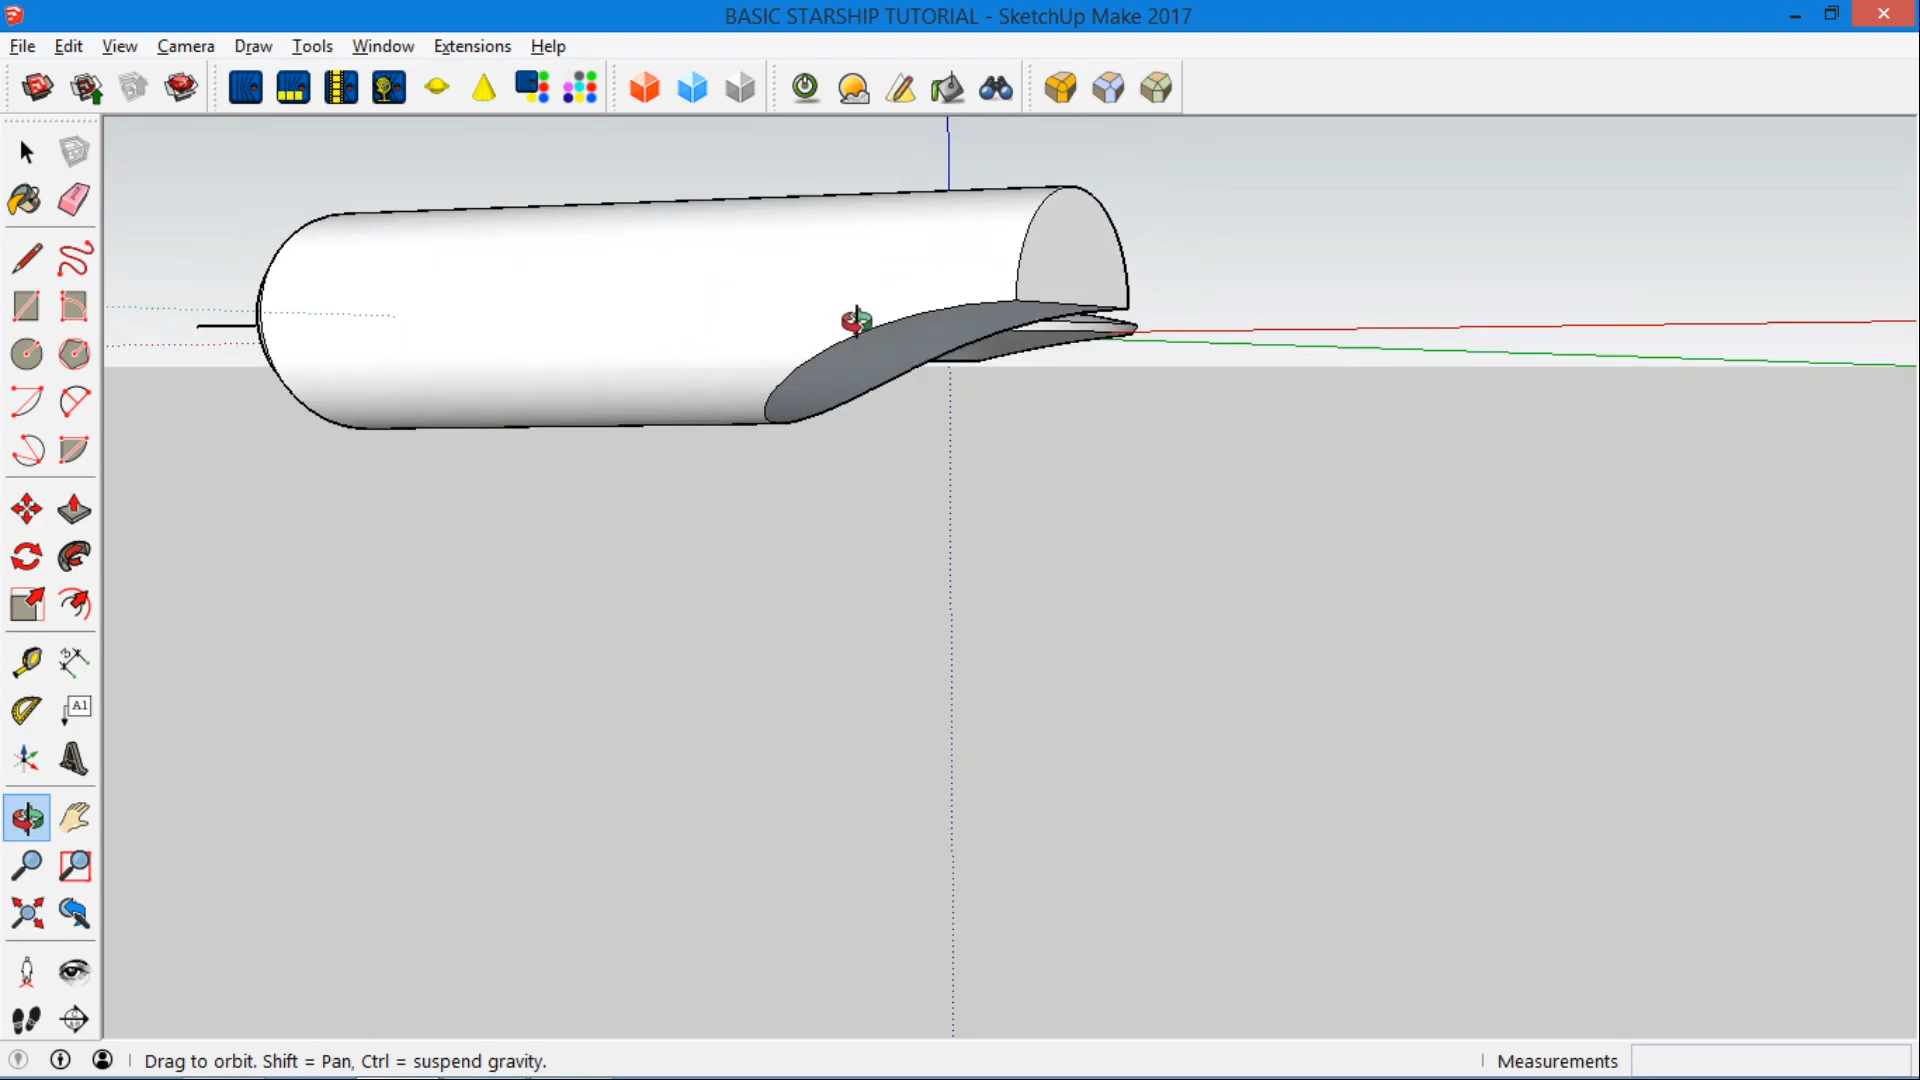 BASIC STARSHIP TUTORIAL - SketchUp Make 2017
File Edit View Camera Draw Tools Window Extensions Help
A1
Drag to orbit. Shift = Pan, Ctrl = suspend gravity.
Measurements